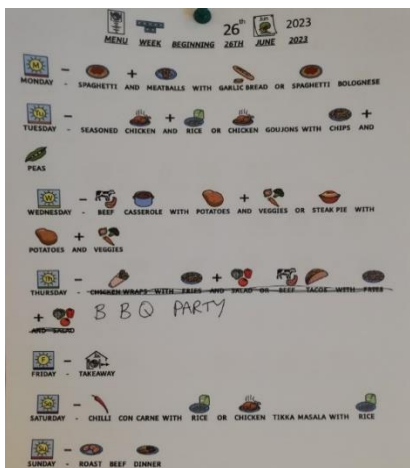 26th 2023
MENU WEEK BEGINNING 26TH JUNE 2023
MONDAY - SPAGHETTI AND MEATBALLS WITH GARLIC BREAD OR SPAGHETTI BOLOGNESE
TUESDAY - SEASONED CHICKEN AND RICE OR CHICKEN GOUJONS WITH CHIPS AND
PEAS
WEDNESDAY - BEEF CASSEROLE WITH POTATOES AND VEGGIES OR STEAK PIE WITH
POTATOES AND VEGGIES
THURSDAY - CHICKEN WRAPS WITH FRIES AND SALAD OR BEEF TACOS WITH FRIES
AND SALAD BBQ PARTY
FRIDAY - TAKEAWAY
SATURDAY - CHILLI CON CARNE WITH RICE OR CHICKEN TIKKA MASALA WITH RICE
SUNDAY - ROAST BEEF DINNER